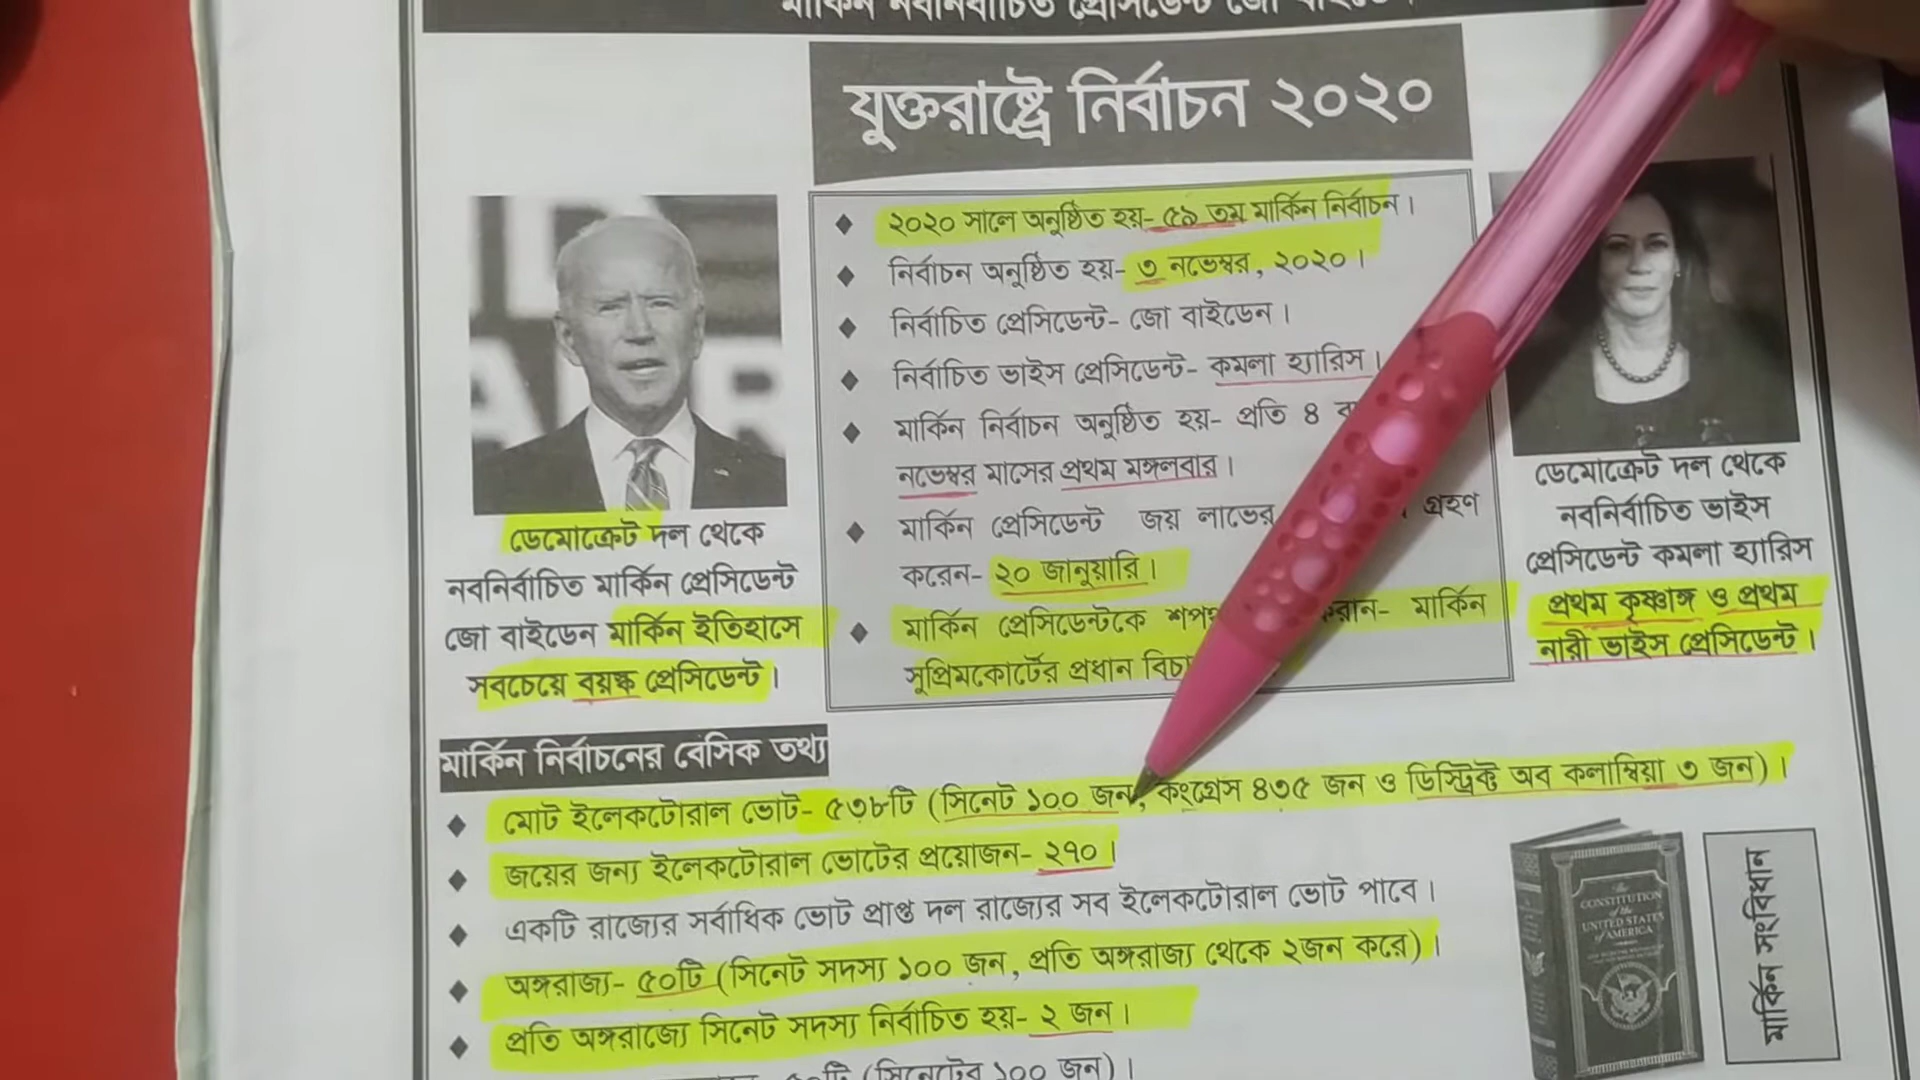 মার্কিন নবনির্বাচিত প্রেসিডেন্ট জো
যুক্তরাষ্ট্রে নির্বাচন ২০২০
২০২০ সালে অনুষ্ঠিত হয়- ৫৯ তম মার্কিন নির্বাচন।
নির্বাচন অনুষ্ঠিত হয়- ৩ নভেম্বর, ২০২০।
নির্বাচিত প্রেসিডেন্ট- জো বাইডেন।
নির্বাচিত ভাইস প্রেসিডেন্ট- কমলা হ্যারিস।
মার্কিন নির্বাচন অনুষ্ঠিত হয়- প্রতি ৪
নভেম্বর মাসের প্রথম মঙ্গলবার।
মার্কিন প্রেসিডেন্ট জয় লাভের গ্রহণ
করেন- ২০ জানুয়ারি।
মার্কিন প্রেসিডেন্টকে মার্কিন
সুপ্রিমকোর্টের প্রধান
ডেমোক্রেট দল থেকে
নবনির্বাচিত মার্কিন প্রেসিডেন্ট
জো বাইডেন মার্কিন ইতিহাসে
সবচেয়ে বয়স্ক প্রেসিডেন্ট।
ডেমোক্রেট দল থেকে
নবনির্বাচিত ভাইস
প্রেসিডেন্ট কমলা হ্যারিস
প্রথম কৃষ্ণাঙ্গ ও প্রথম
নারী ভাইস প্রেসিডেন্ট।
মার্কিন নির্বাচনের বেসিক তথ্য
মোট ইলেকটোরাল ভোট- ৫৩৮টি (সিনেট ১০০ জন, কংগ্রেস ৪৩৫ জন ও ডিস্ট্রিক্ট অব কলাম্বিয়া ৩ জন)।
জয়ের জন্য ইলেকটোরাল ভোটের প্রয়োজন- ২৭০।
একটি রাজ্যের সর্বাধিক ভোট প্রাপ্ত দল রাজ্যের সব ইলেকটোরাল ভোট পাবে।
অঙ্গরাজ্য- ৫০টি (সিনেট সদস্য ১০০ জন, প্রতি অঙ্গরাজ্য থেকে ২জন করে)।
প্রতি অঙ্গরাজ্যে সিনেট সদস্য নির্বাচিত হয়- ২ জন।
(সিনেটের ১০০ জন)।
The
CONSTITUTION
of the
UNITED STATES
of AMERICA
মার্কিন সংবিধান